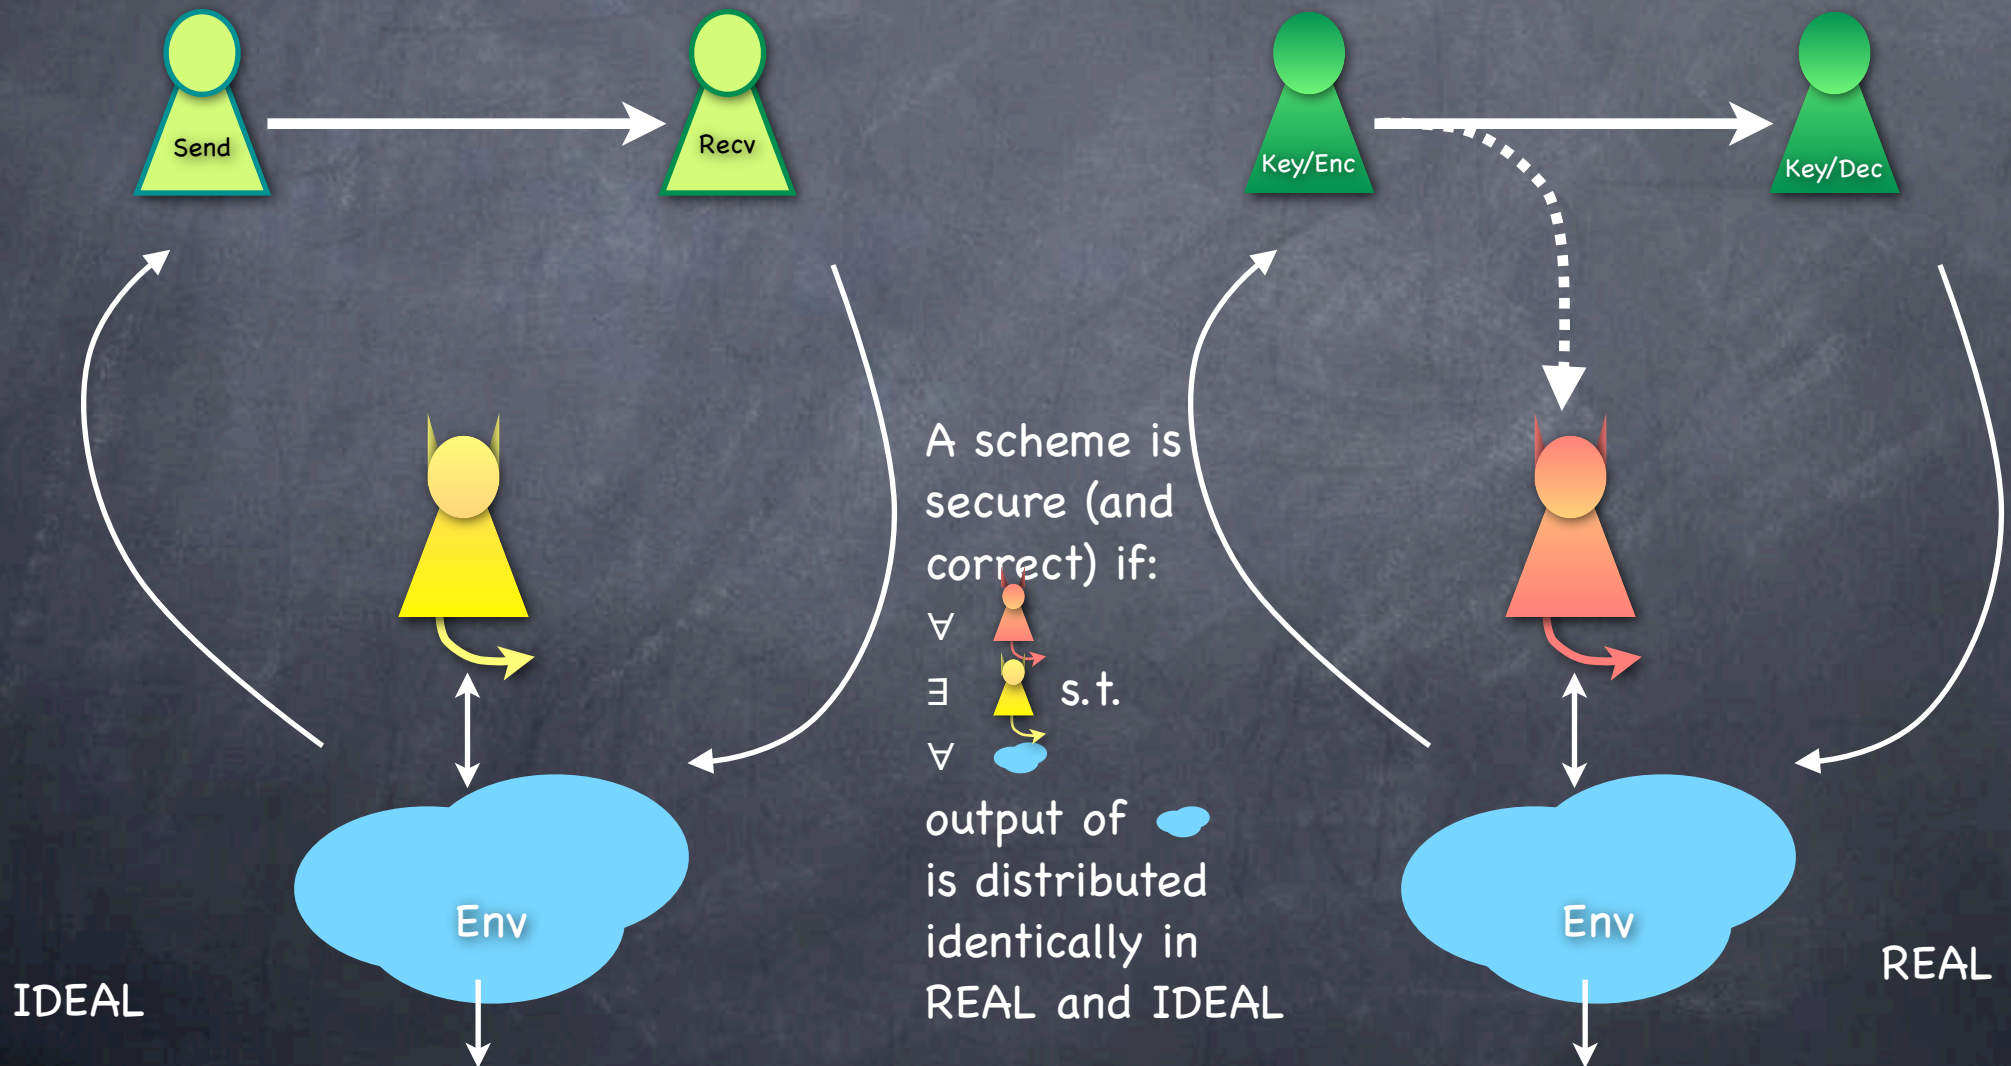 Send
Recv
Key/Enc
Key/Dec
A scheme is
secure (and
correct) if:
∀
∃ s.t.
∀
output of
is distributed
identically in
REAL and IDEAL
Env
Env
IDEAL
REAL